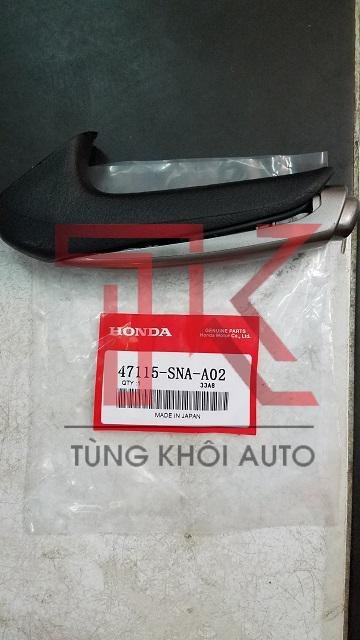 HONDA
GENUINE PARTS
Honda Motor Co., Ltd.
47115-SNA-A02
QTY :1
33A8
MADE IN JAPAN
TK
TÙNG KHÔI AUTO